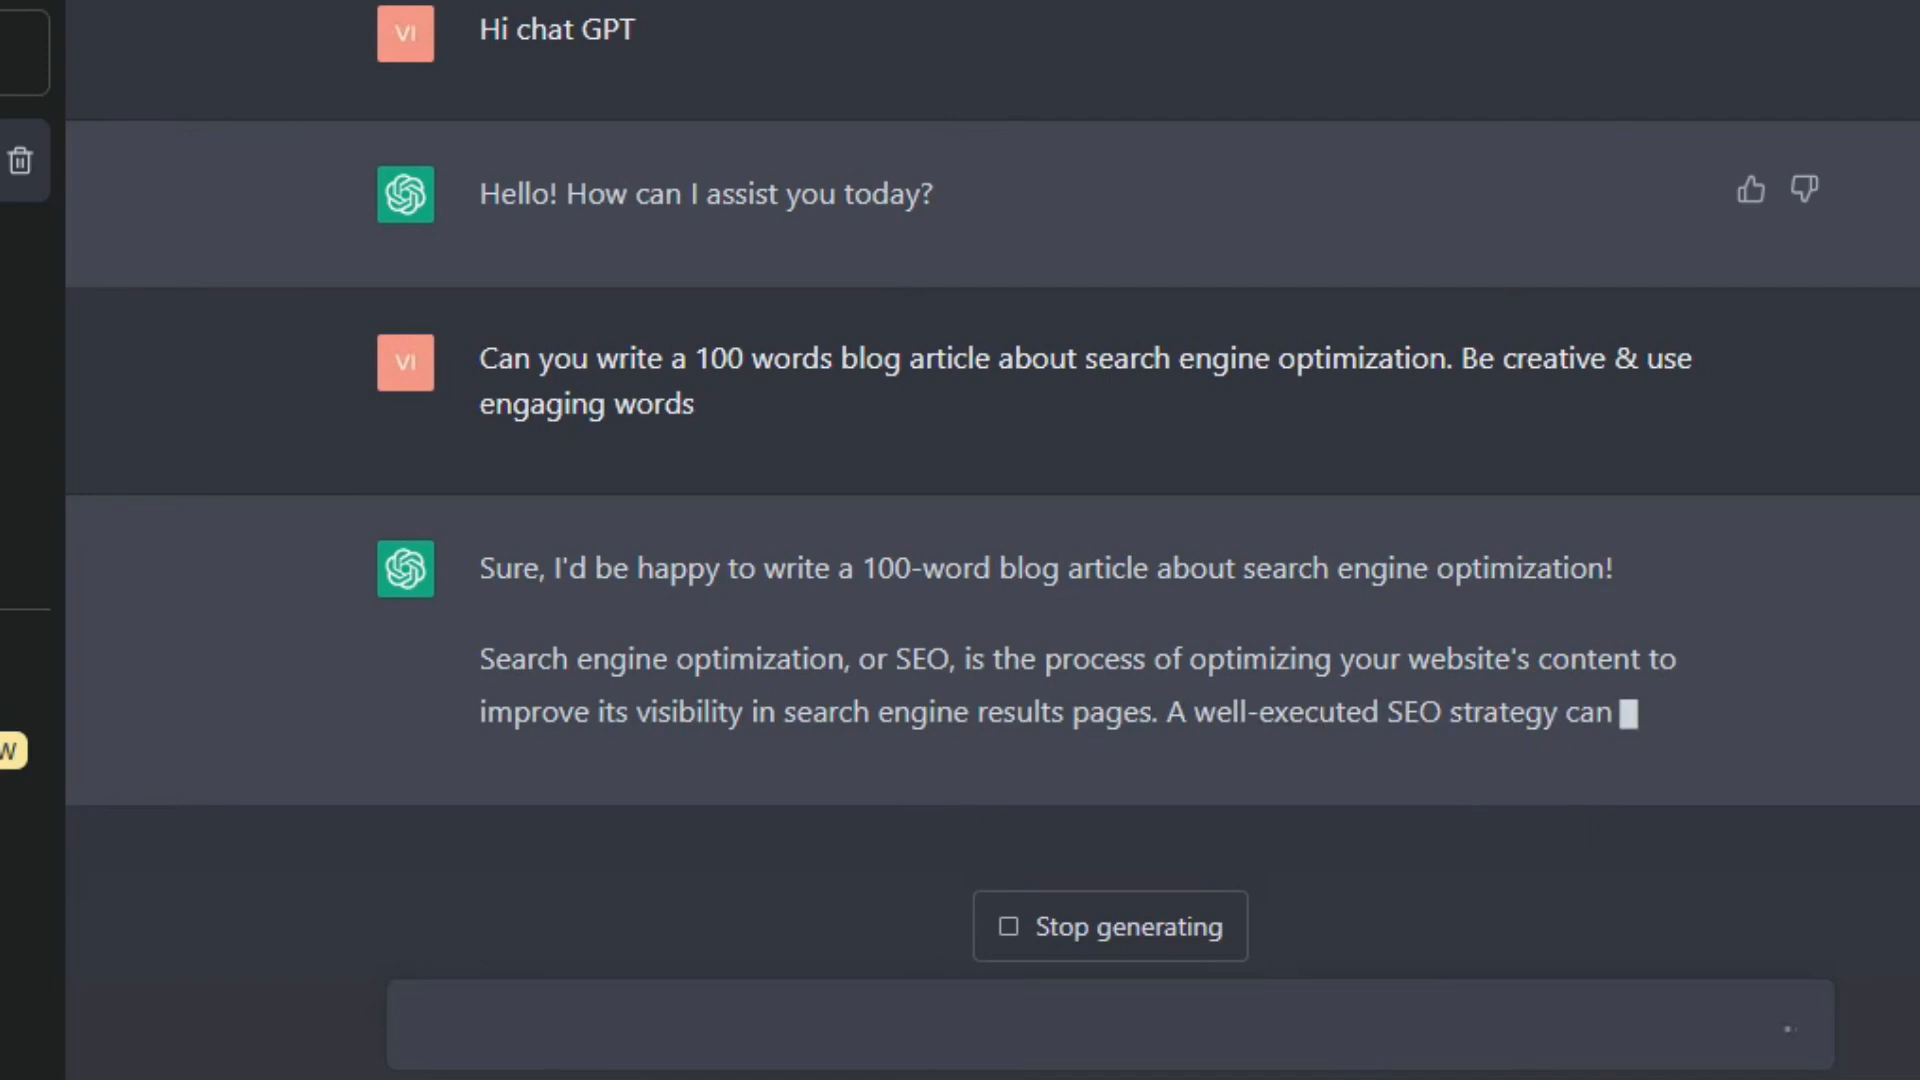 VI
Hi chat GPT
Hello! How can I assist you today?
VI
Can you write a 100 words blog article about search engine optimization. Be creative & use
engaging words
Sure, I'd be happy to write a 100-word blog article about search engine optimization!
Search engine optimization, or SEO, is the process of optimizing your website's content to
improve its visibility in search engine results pages. A well-executed SEO strategy can
W
Stop generating